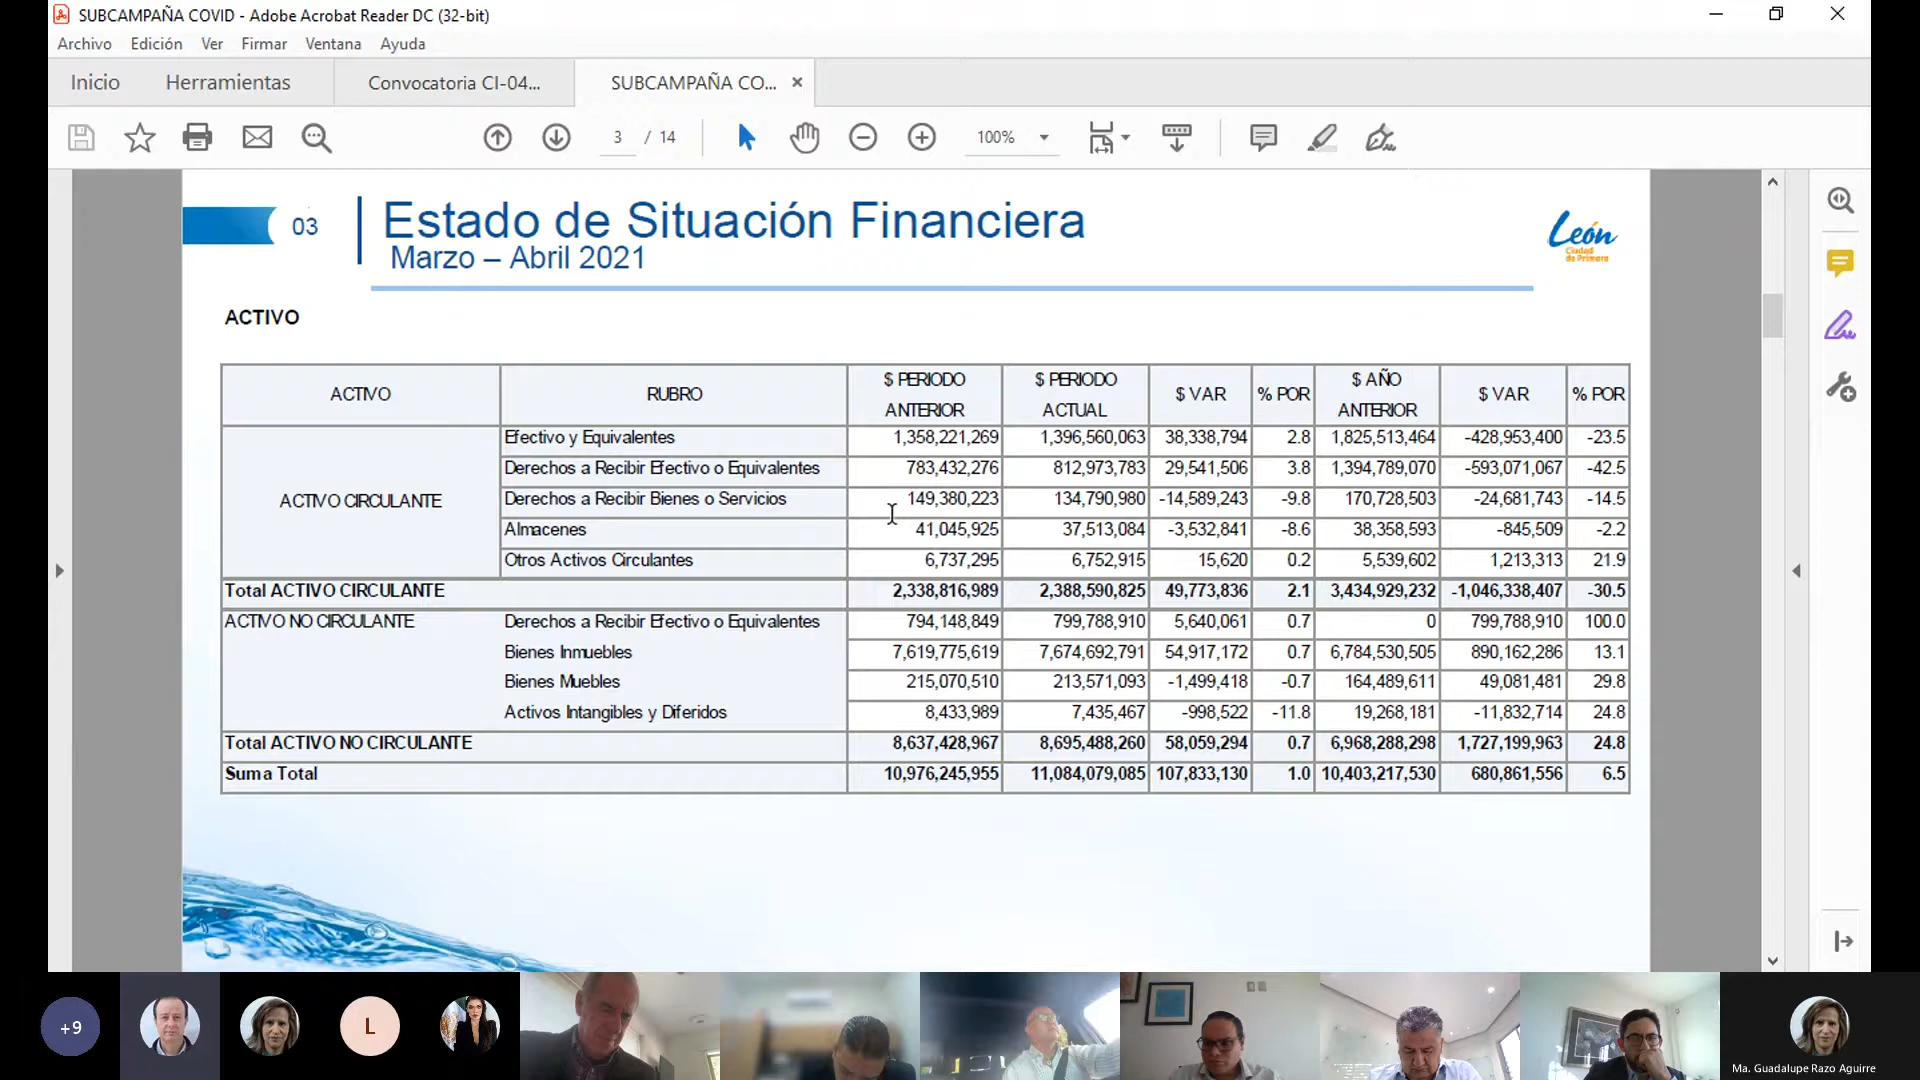 SUBCAMPAÑA COVID - Adobe Acrobat Reader DC (32-bit)
Archivo Edición Ver Firmar Ventana Ayuda
Inicio Herramientas Convocatoria CI-04... SUBCAMPAÑA CO...
3 / 14 100%
03 Estado de Situación Financiera
Marzo – Abril 2021
León
Ciudad
de Primera
ACTIVO
ACTIVO RUBRO $ PERIODO ANTERIOR $ PERIODO ACTUAL $ VAR % POR $ AÑO ANTERIOR $ VAR % POR
Efectivo y Equivalentes 1,358,221,269 1,396,560,063 38,338,794 2.8 1,825,513,464 -428,953,400 -23.5
Derechos a Recibir Efectivo o Equivalentes 783,432,276 812,973,783 29,541,506 3.8 1,394,789,070 -593,071,067 -42.5
ACTIVO CIRCULANTE Derechos a Recibir Bienes o Servicios 149,380,223 134,790,980 -14,589,243 -9.8 170,728,503 -24,681,743 -14.5
Almacenes 41,045,925 37,513,084 -3,532,841 -8.6 38,358,593 -845,509 -2.2
Otros Activos Circulantes 6,737,295 6,752,915 15,620 0.2 5,539,602 1,213,313 21.9
Total ACTIVO CIRCULANTE 2,338,816,989 2,388,590,825 49,773,836 2.1 3,434,929,232 -1,046,338,407 -30.5
ACTIVO NO CIRCULANTE Derechos a Recibir Efectivo o Equivalentes 794,148,849 799,788,910 5,640,061 0.7 0 799,788,910 100.0
Bienes Inmuebles 7,619,775,619 7,674,692,791 54,917,172 0.7 6,784,530,505 890,162,286 13.1
Bienes Muebles 215,070,510 213,571,093 -1,499,418 -0.7 164,489,611 49,081,481 29.8
Activos Intangibles y Diferidos 8,433,989 7,435,467 -998,522 -11.8 19,268,181 -11,832,714 24.8
Total ACTIVO NO CIRCULANTE 8,637,428,967 8,695,488,260 58,059,294 0.7 6,968,288,298 1,727,199,963 24.8
Suma Total 10,976,245,955 11,084,079,085 107,833,130 1.0 10,403,217,530 680,861,556 6.5
+9
L
Ma. Guadalupe Razo Aguirre